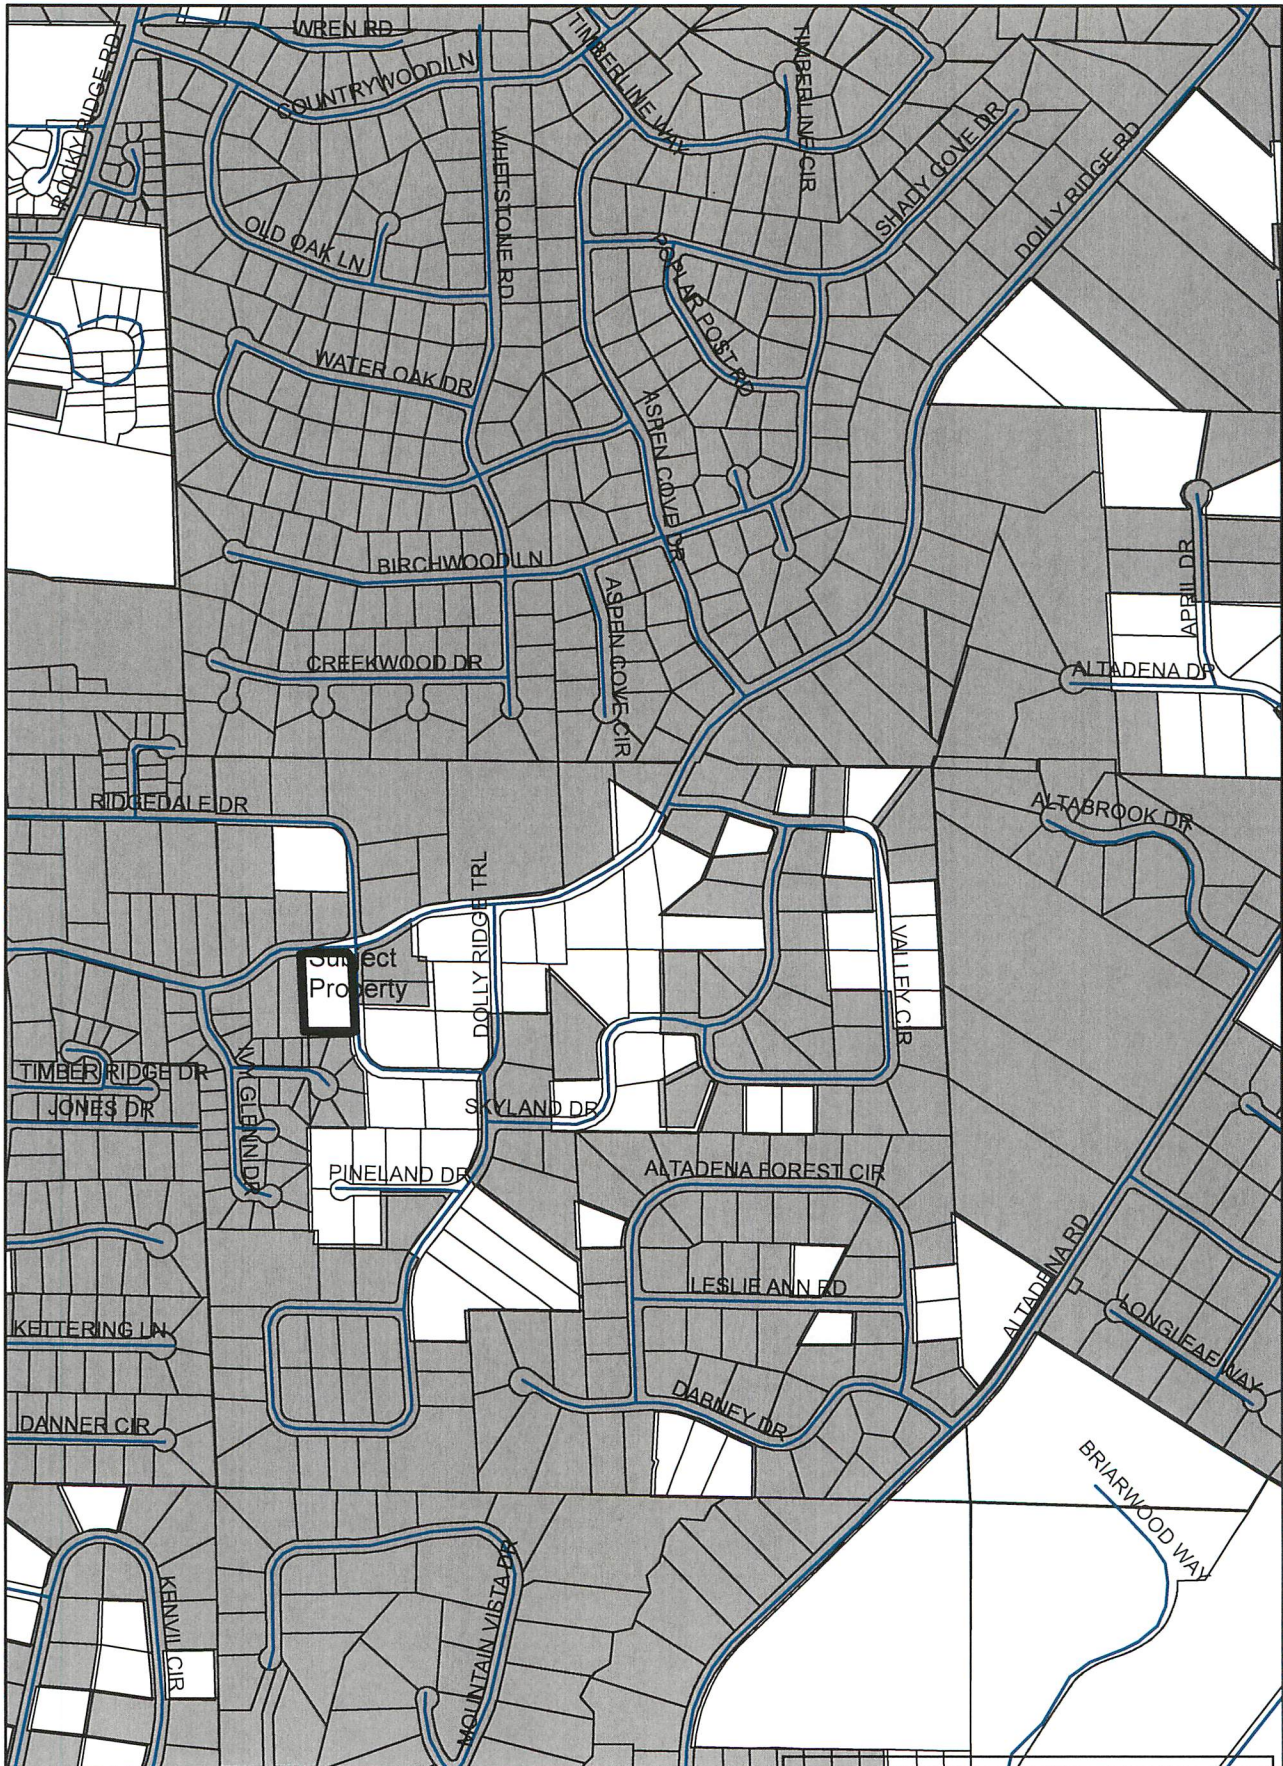 WREN RD
COUNTRYWOOD LN
TIMBERLINE WAY
TIMBERLINE CIR
ROCKY RIDGE RD
WHETSTONE RD
SHADY COVE DR
DOLLY RIDGE RD
OLD OAK LN
POPLAR POST RD
WATER OAK DR
ASPEN COVE DR
BIRCHWOOD LN
ASPEN COVE CIR
APRIL DR
CREEKWOOD DR
ALTADENA DR
RIDGEDALE DR
ALTABROOK DR
DOLLY RIDGE TRL
VALLEY CIR
Subject
Property
TIMBER RIDGE DR
IVY GLENN DR
JONES DR
SKYLAND DR
PINELAND DR
ALTADENA FOREST CIR
LESLIE ANN RD
ALTADENA RD
KETTERING LN
LONGLEAF WAY
DANNER CIR
DABNEY DR
BRIARWOOD WAY
KENVIL CIR
MOUNTAIN VISTA DR